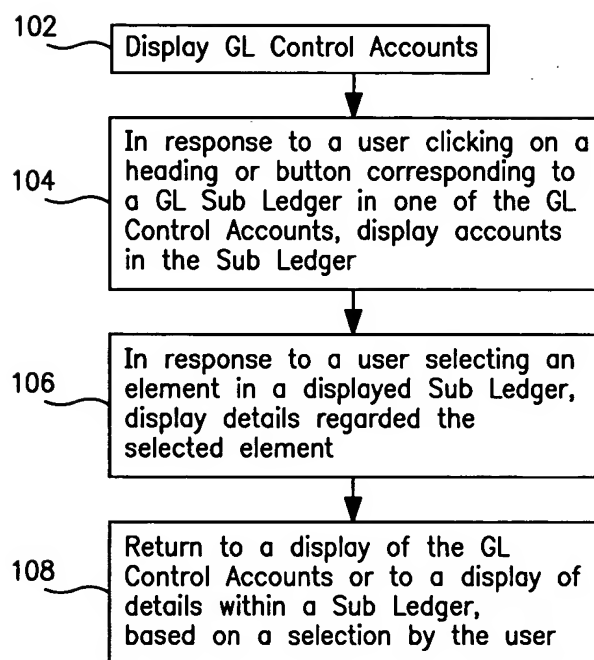 102
Display GL Control Accounts
104
In response to a user clicking on a
heading or button corresponding to
a GL Sub Ledger in one of the GL
Control Accounts, display accounts
in the Sub Ledger
106
In response to a user selecting an
element in a displayed Sub Ledger,
display details regarded the
selected element
108
Return to a display of the GL
Control Accounts or to a display of
details within a Sub Ledger,
based on a selection by the user